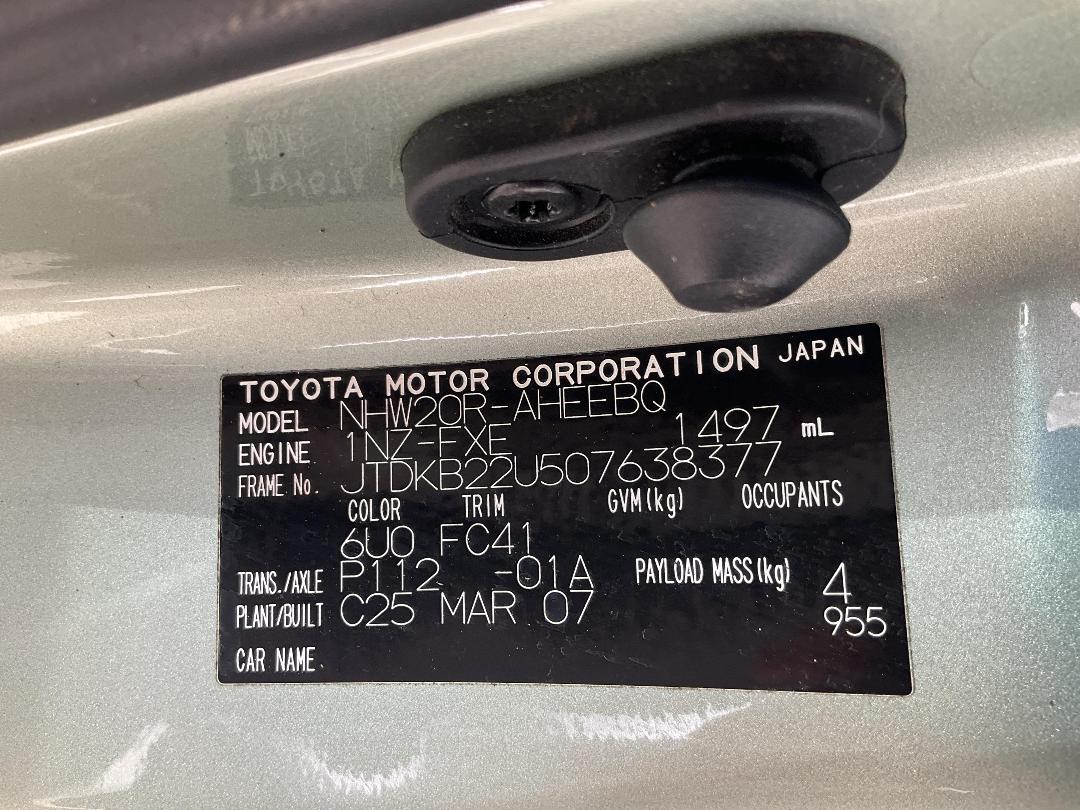 TOYOTA MOTOR CORPORATION JAPAN
MODEL NHW20R-AHEEBQ
ENGINE 1NZ-FXE 1497 mL
FRAME No. JTDKB22U507638377
COLOR TRIM GVM(kg) OCCUPANTS
6U0 FC41
TRANS./AXLE P112 -01A PAYLOAD MASS(kg) 4
PLANT/BUILT C25 MAR 07 955
CAR NAME